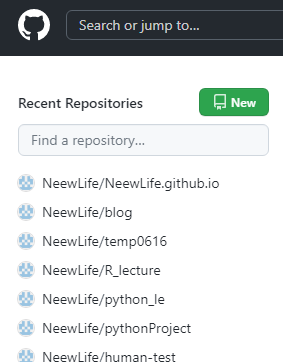 Search or jump to...
Recent Repositories
New
Find a repository...
NeewLife/NeewLife.github.io
NeewLife/blog
NeewLife/temp0616
NeewLife/R_lecture
NeewLife/python_le
NeewLife/pythonProject
NeewLife/human-test